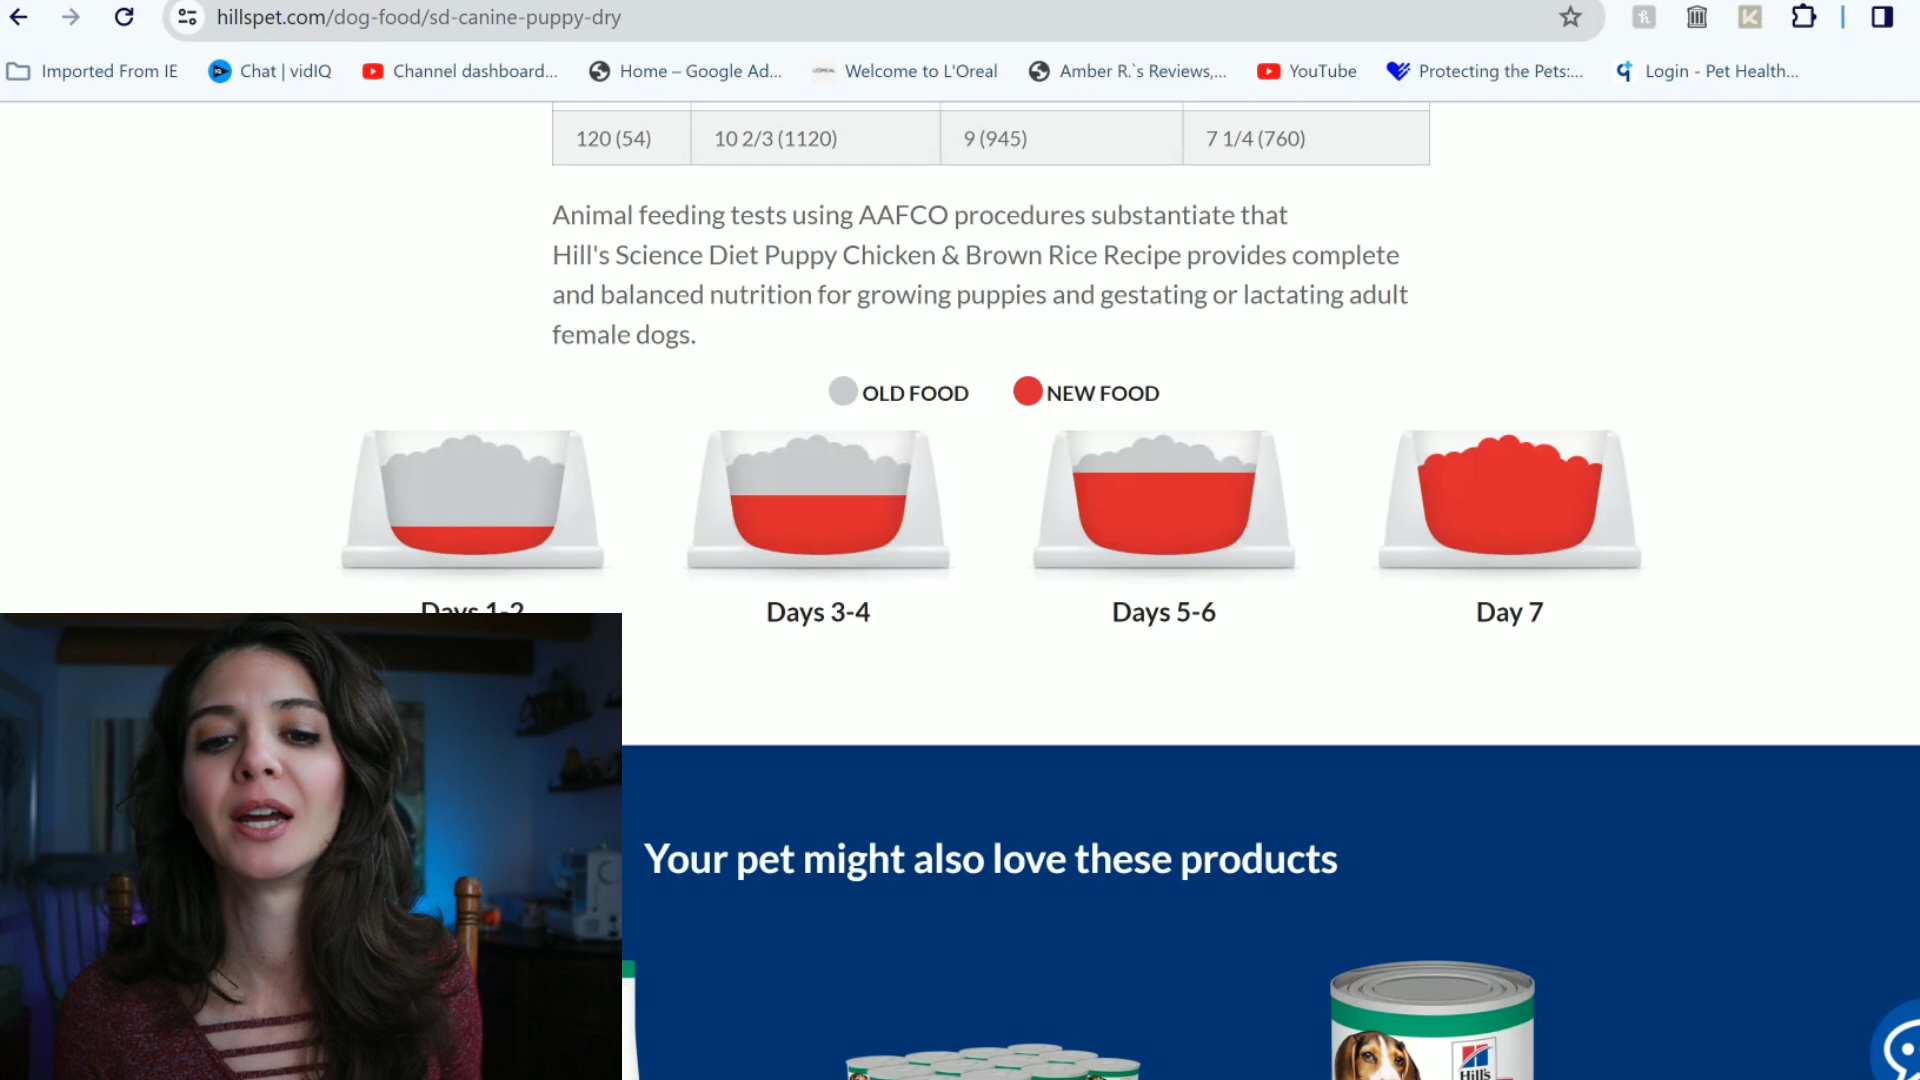 hillspet.com/dog-food/sd-canine-puppy-dry
Imported From IE
Chat | vidIQ
Channel dashboard...
Home – Google Ad...
L'OREAL
Welcome to L'Oreal
Amber R.`s Reviews,...
YouTube
Protecting the Pets:...
Login - Pet Health...
120 (54)
10 2/3 (1120)
9 (945)
7 1/4 (760)
Animal feeding tests using AAFCO procedures substantiate that
Hill's Science Diet Puppy Chicken & Brown Rice Recipe provides complete
and balanced nutrition for growing puppies and gestating or lactating adult
female dogs.
OLD FOOD
NEW FOOD
Days 1-2
Days 3-4
Days 5-6
Day 7
Your pet might also love these products
Hill's